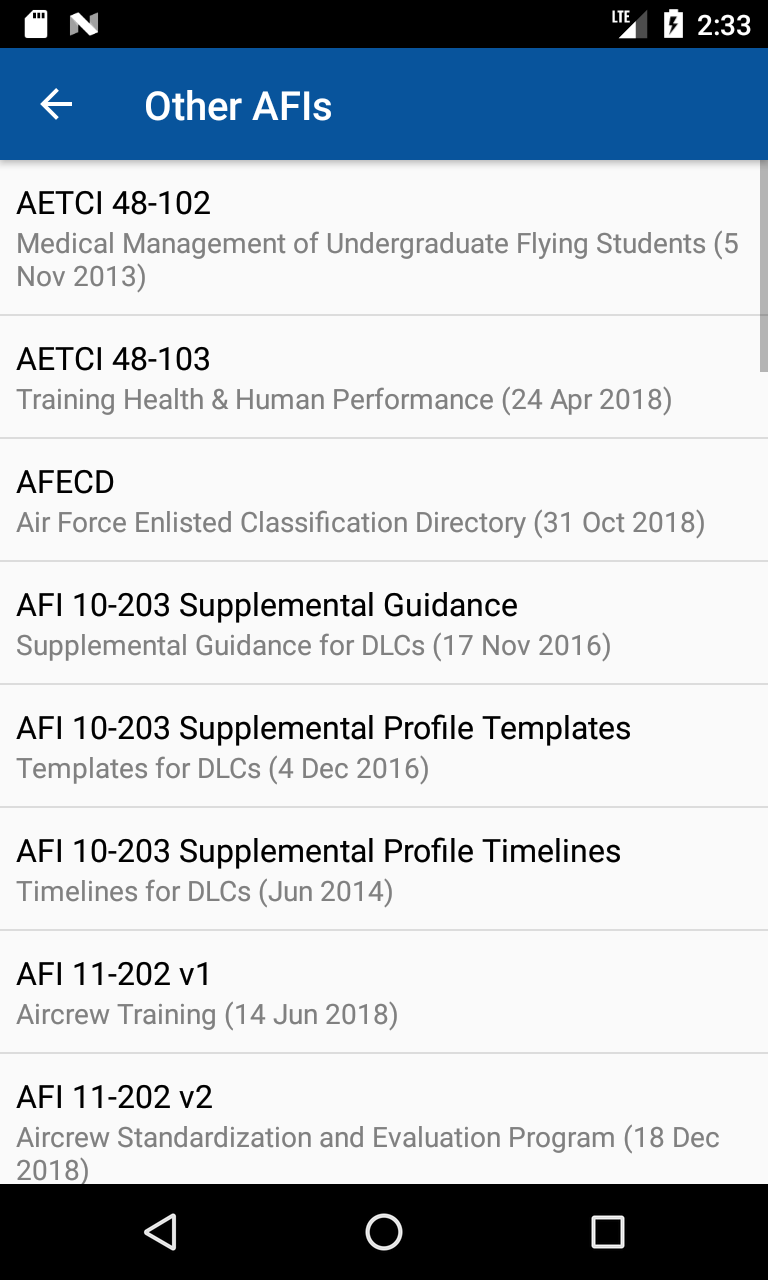 LTE 2:33
Other AFIs
AETCI 48-102
Medical Management of Undergraduate Flying Students (5
Nov 2013)
AETCI 48-103
Training Health & Human Performance (24 Apr 2018)
AFECD
Air Force Enlisted Classification Directory (31 Oct 2018)
AFI 10-203 Supplemental Guidance
Supplemental Guidance for DLCs (17 Nov 2016)
AFI 10-203 Supplemental Profile Templates
Templates for DLCs (4 Dec 2016)
AFI 10-203 Supplemental Profile Timelines
Timelines for DLCs (Jun 2014)
AFI 11-202 v1
Aircrew Training (14 Jun 2018)
AFI 11-202 v2
Aircrew Standardization and Evaluation Program (18 Dec
2018)